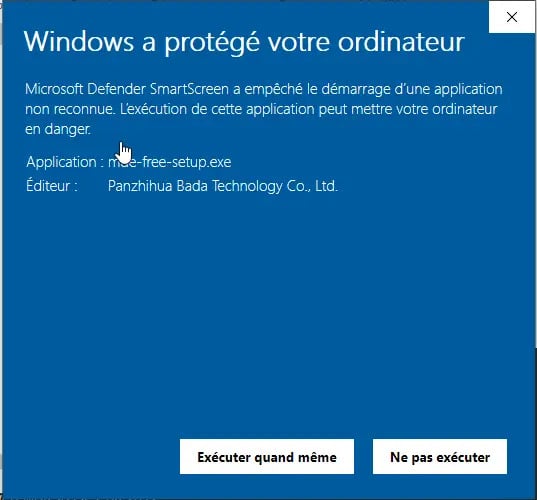 Windows a protégé votre ordinateur
Microsoft Defender SmartScreen a empêché le démarrage d'une application
non reconnue. L'exécution de cette application peut mettre votre ordinateur
en danger.
Application : mde-free-setup.exe
Éditeur : Panzhihua Bada Technology Co., Ltd.
Exécuter quand même
Ne pas exécuter